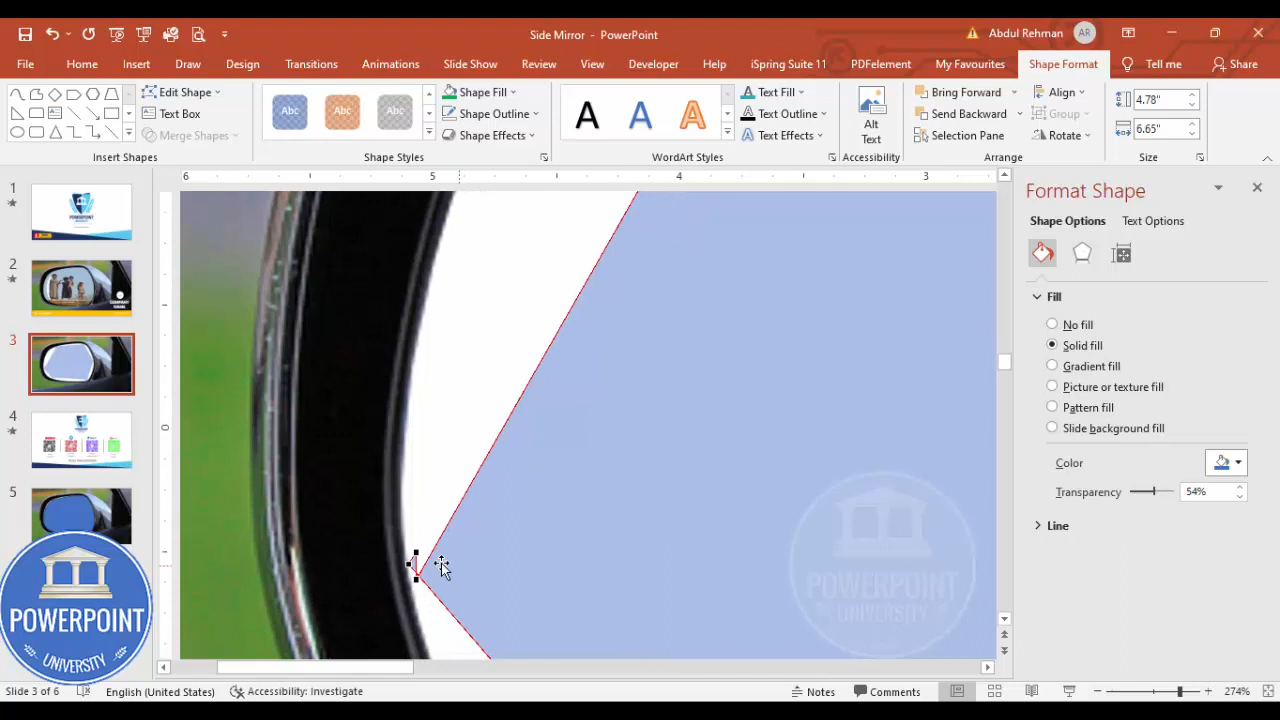 Side Mirror - PowerPoint
Abdul Rehman AR
File Home Insert Draw Design Transitions Animations Slide Show Review View Developer Help iSpring Suite 11 PDFelement My Favourites Shape Format Tell me Share
Edit Shape
Text Box
Merge Shapes
Insert Shapes
Abc Abc Abc
Shape Fill
Shape Outline
Shape Effects
Shape Styles
A A A
Text Fill
Text Outline
Text Effects
WordArt Styles
Alt
Text
Accessibility
Bring Forward
Send Backward
Selection Pane
Align
Group
Rotate
Arrange
4.78"
6.65"
Size
6 5 4 3
0
1
2
3
4
5
POWERPOINT
UNIVERSITY
POWERPOINT
UNIVERSITY
Format Shape
Shape Options Text Options
Fill
No fill
Solid fill
Gradient fill
Picture or texture fill
Pattern fill
Slide background fill
Color
Transparency 54%
Line
Slide 3 of 6 English (United States) Accessibility: Investigate Notes Comments 274%